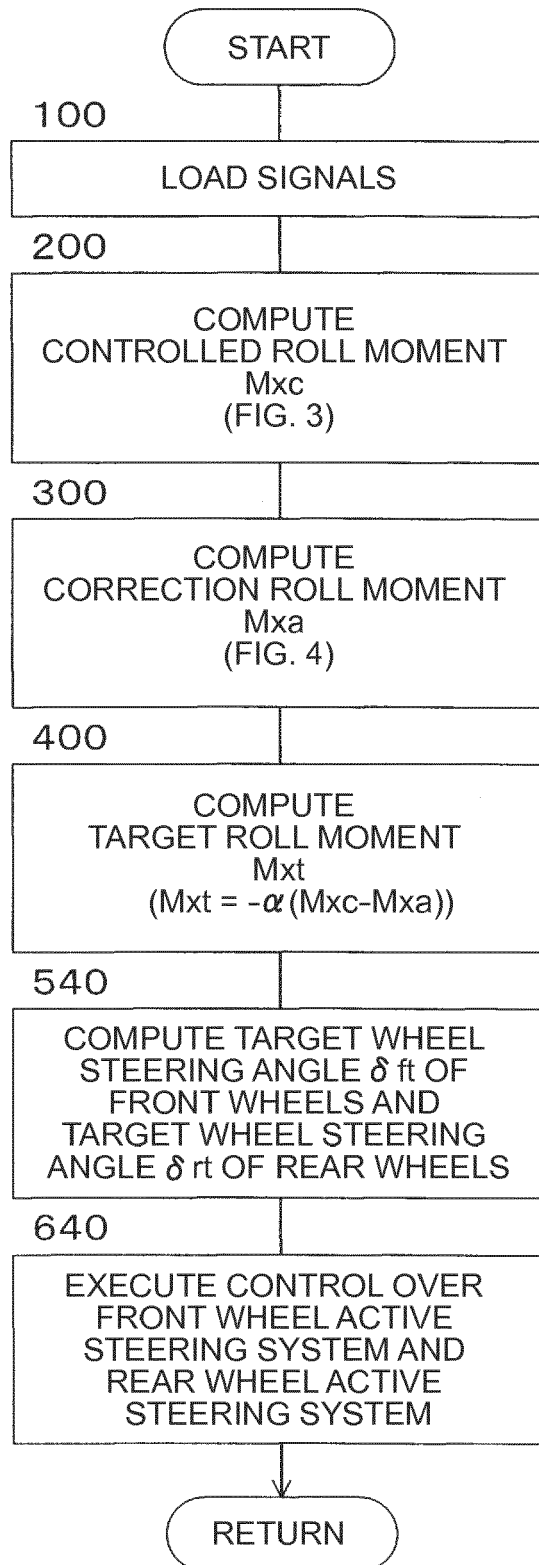 START
100
LOAD SIGNALS
200
COMPUTE
CONTROLLED ROLL MOMENT
Mxc
(FIG. 3)
300
COMPUTE
CORRECTION ROLL MOMENT
Mxa
(FIG. 4)
400
COMPUTE
TARGET ROLL MOMENT
Mxt
(Mxt = -α(Mxc-Mxa))
540
COMPUTE TARGET WHEEL
STEERING ANGLE δ ft OF
FRONT WHEELS AND
TARGET WHEEL STEERING
ANGLE δ rt OF REAR WHEELS
640
EXECUTE CONTROL OVER
FRONT WHEEL ACTIVE
STEERING SYSTEM AND
REAR WHEEL ACTIVE
STEERING SYSTEM
RETURN